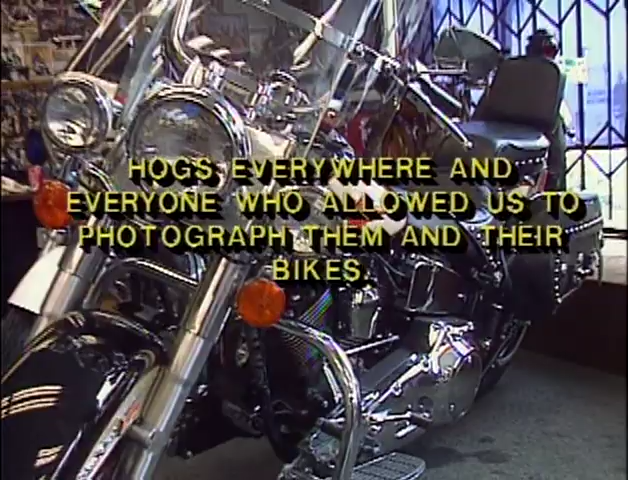 HOGS EVERYWHERE AND
EVERYONE WHO ALLOWED US TO
PHOTOGRAPH THEM AND THEIR
BIKES.